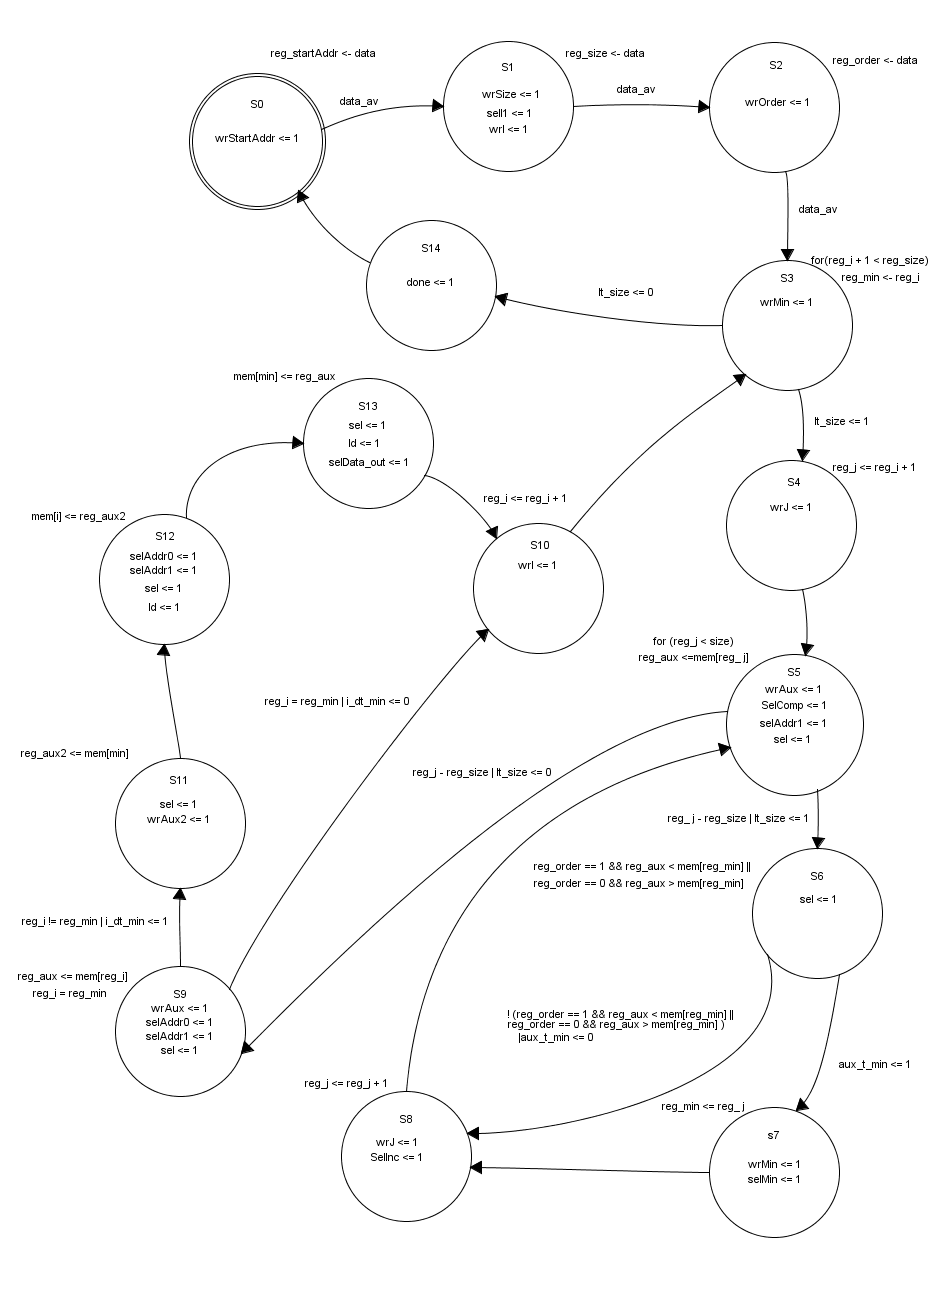 reg_startAddr <- data
S0
wrStartAddr <= 1
data_av
S1
wrSize <= 1
sell1 <= 1
wrI <= 1
reg_size <- data
data_av
S2
wrOrder <= 1
reg_order <- data
data_av
for(reg_i + 1 < reg_size)
reg_min <- reg_i
S3
wrMin <= 1
lt_size <= 0
S14
done <= 1
lt_size <= 1
reg_j <= reg_i + 1
S4
wrJ <= 1
mem[min] <= reg_aux
S13
sel <= 1
ld <= 1
selData_out <= 1
reg_i <= reg_i + 1
S10
wrI <= 1
mem[i] <= reg_aux2
S12
selAddr0 <= 1
selAddr1 <= 1
sel <= 1
ld <= 1
for (reg_j < size)
reg_aux <=mem[reg_j]
S5
wrAux <= 1
SelComp <= 1
selAddr1 <= 1
sel <= 1
reg_i = reg_min | i_dt_min <= 0
reg_aux2 <= mem[min]
S11
sel <= 1
wrAux2 <= 1
reg_j - reg_size | lt_size <= 0
reg_j - reg_size | lt_size <= 1
reg_order == 1 && reg_aux < mem[reg_min] ||
reg_order == 0 && reg_aux > mem[reg_min]
S6
sel <= 1
reg_i != reg_min | i_dt_min <= 1
reg_aux <= mem[reg_i]
reg_i = reg_min
S9
wrAux <= 1
selAddr0 <= 1
selAddr1 <= 1
sel <= 1
! (reg_order == 1 && reg_aux < mem[reg_min] ||
reg_order == 0 && reg_aux > mem[reg_min] )
|aux_t_min <= 0
aux_t_min <= 1
reg_j <= reg_j + 1
S8
wrJ <= 1
SelInc <= 1
reg_min <= reg_j
s7
wrMin <= 1
selMin <= 1